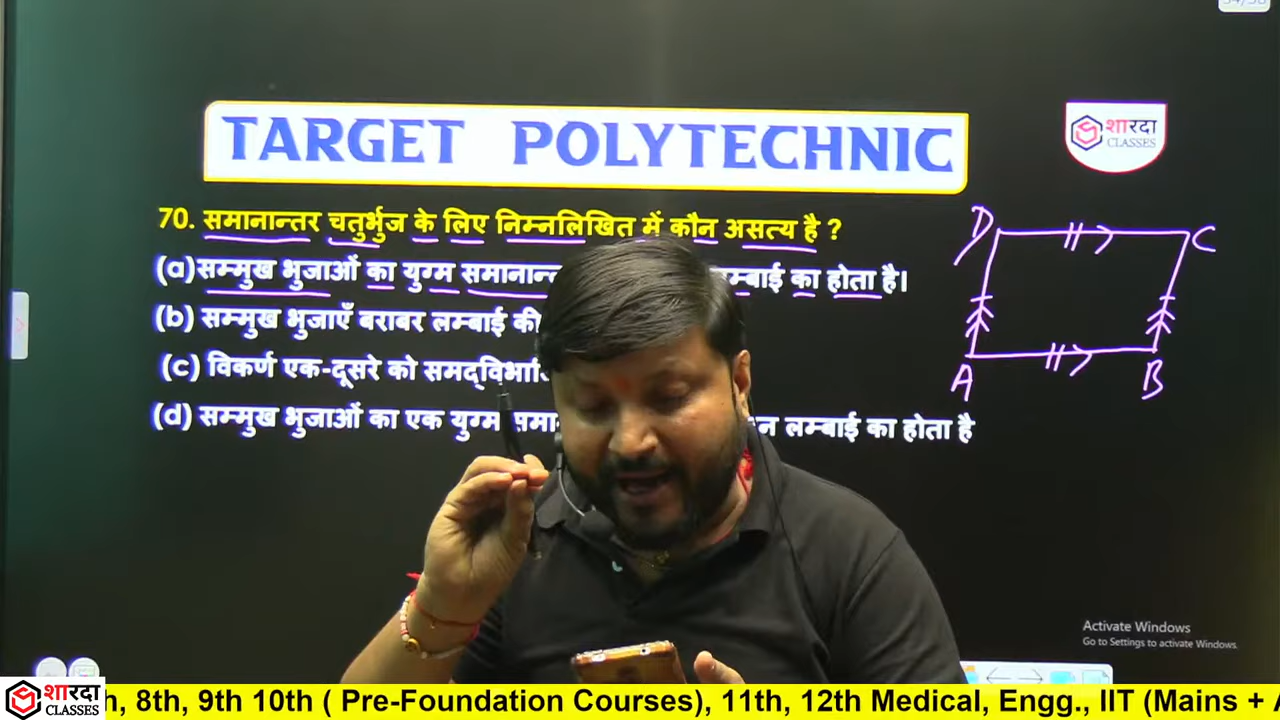 TARGET POLYTECHNIC
शारदा
CLASSES
70. समानान्तर चतुर्भुज के लिए निम्नलिखित में कौन असत्य है ?
(a) सम्मुख भुजाओं का युग्म लम्बाई का होता है।
(b) सम्मुख भुजाएँ बराबर लम्बाई की
(c) विकर्ण एक-दूसरे को
(d) सम्मुख भुजाओं का एक युग्म लम्बाई का होता है
D C
A B
Activate Windows
Go to Settings to activate Windows.
शारदा
CLASSES
8th, 9th 10th ( Pre-Foundation Courses), 11th, 12th Medical, Engg., IIT (Mains +